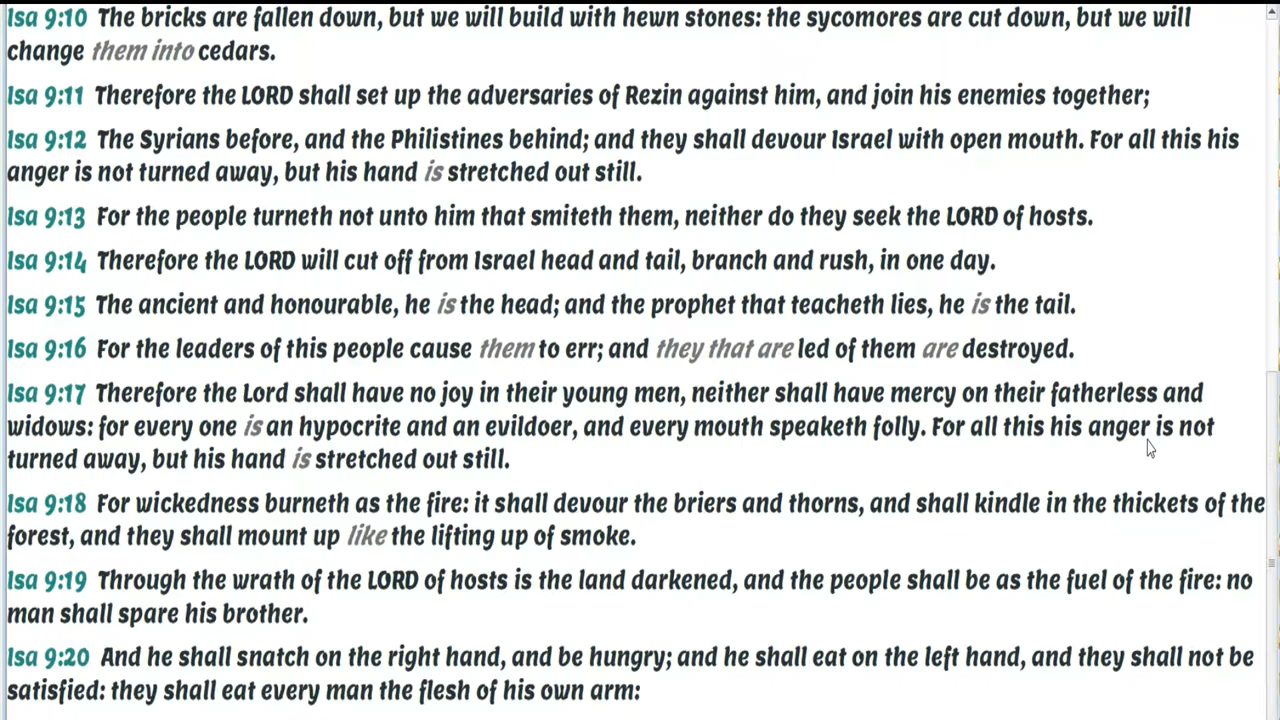 Isa 9:10 The bricks are fallen down, but we will build with hewn stones: the sycomores are cut down, but we will
change them into cedars.
Isa 9:11 Therefore the LORD shall set up the adversaries of Rezin against him, and join his enemies together;
Isa 9:12 The Syrians before, and the Philistines behind; and they shall devour Israel with open mouth. For all this his
anger is not turned away, but his hand is stretched out still.
Isa 9:13 For the people turneth not unto him that smiteth them, neither do they seek the LORD of hosts.
Isa 9:14 Therefore the LORD will cut off from Israel head and tail, branch and rush, in one day.
Isa 9:15 The ancient and honourable, he is the head; and the prophet that teacheth lies, he is the tail.
Isa 9:16 For the leaders of this people cause them to err; and they that are led of them are destroyed.
Isa 9:17 Therefore the Lord shall have no joy in their young men, neither shall have mercy on their fatherless and
widows: for every one is an hypocrite and an evildoer, and every mouth speaketh folly. For all this his anger is not
turned away, but his hand is stretched out still.
Isa 9:18 For wickedness burneth as the fire: it shall devour the briers and thorns, and shall kindle in the thickets of the
forest, and they shall mount up like the lifting up of smoke.
Isa 9:19 Through the wrath of the LORD of hosts is the land darkened, and the people shall be as the fuel of the fire: no
man shall spare his brother.
Isa 9:20 And he shall snatch on the right hand, and be hungry; and he shall eat on the left hand, and they shall not be
satisfied: they shall eat every man the flesh of his own arm: